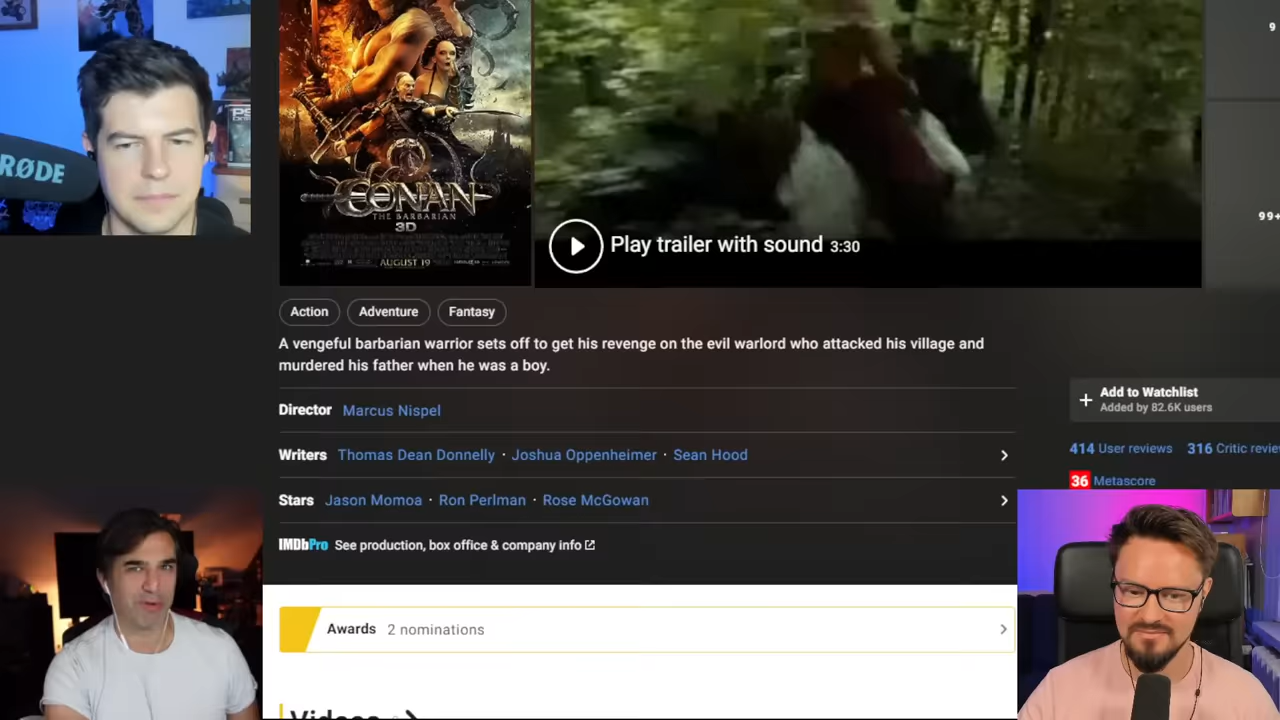 RØDE
CONAN
THE BARBARIAN
3D
AUGUST 19
Play trailer with sound 3:30
99+
Action
Adventure
Fantasy
A vengeful barbarian warrior sets off to get his revenge on the evil warlord who attacked his village and
murdered his father when he was a boy.
Director Marcus Nispel
Writers Thomas Dean Donnelly · Joshua Oppenheimer · Sean Hood
Stars Jason Momoa · Ron Perlman · Rose McGowan
IMDbPro See production, box office & company info
+ Add to Watchlist
Added by 82.6K users
414 User reviews 316 Critic revie
36 Metascore
Awards 2 nominations
Videos